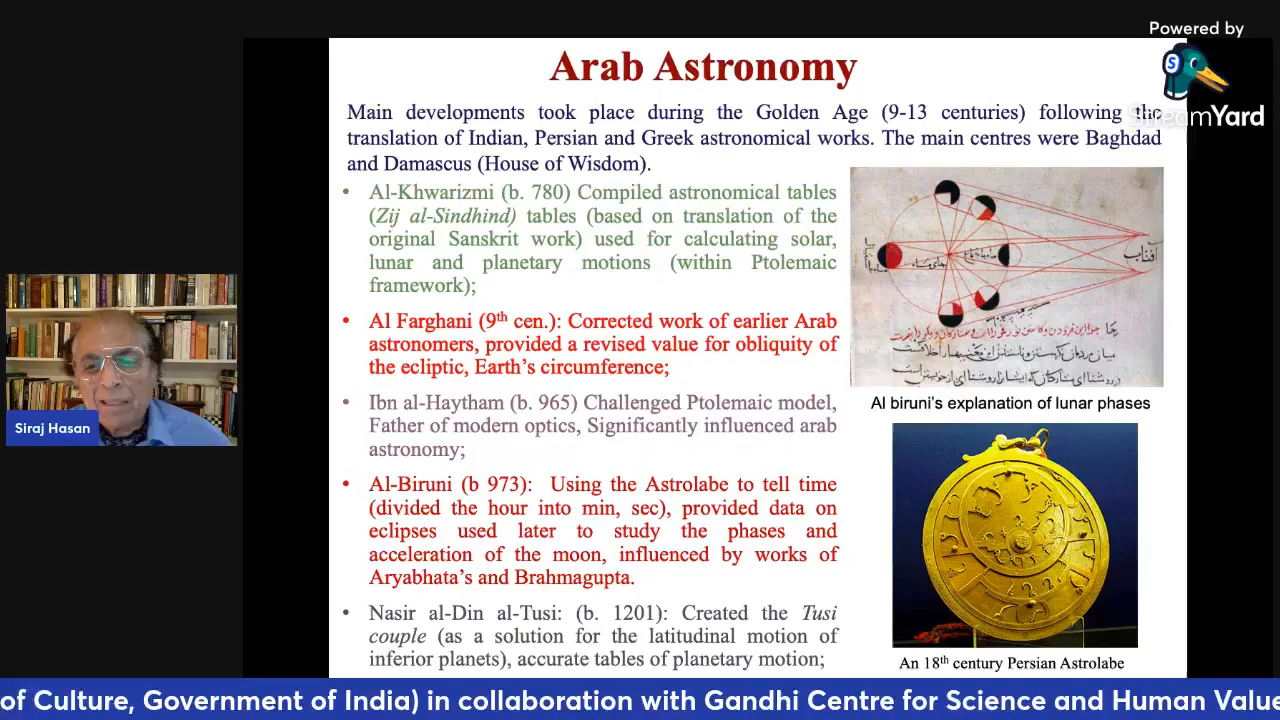 Powered by
StreamYard
Arab Astronomy
Main developments took place during the Golden Age (9-13 centuries) following the
translation of Indian, Persian and Greek astronomical works. The main centres were Baghdad
and Damascus (House of Wisdom).
• Al-Khwarizmi (b. 780) Compiled astronomical tables
(Zij al-Sindhind) tables (based on translation of the
original Sanskrit work) used for calculating solar,
lunar and planetary motions (within Ptolemaic
framework);
• Al Farghani (9th cen.): Corrected work of earlier Arab
astronomers, provided a revised value for obliquity of
the ecliptic, Earth's circumference;
• Ibn al-Haytham (b. 965) Challenged Ptolemaic model,
Father of modern optics, Significantly influenced arab
astronomy;
• Al-Biruni (b 973): Using the Astrolabe to tell time
(divided the hour into min, sec), provided data on
eclipses used later to study the phases and
acceleration of the moon, influenced by works of
Aryabhata's and Brahmagupta.
• Nasir al-Din al-Tusi: (b. 1201): Created the Tusi
couple (as a solution for the latitudinal motion of
inferior planets), accurate tables of planetary motion;
آفتاب
Al biruni's explanation of lunar phases
An 18th century Persian Astrolabe
Siraj Hasan
of Culture, Government of India) in collaboration with Gandhi Centre for Science and Human Value